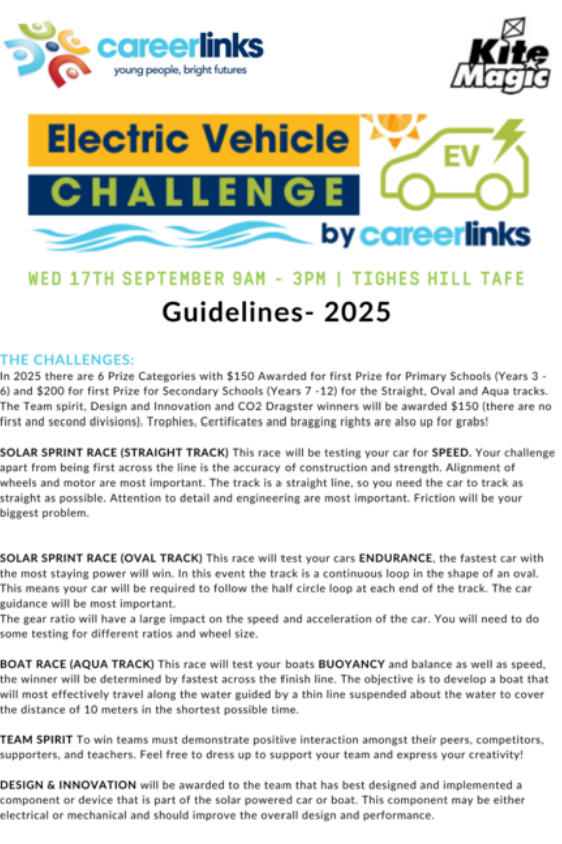 careerlinks
young people, bright futures
Kite
Magic
Electric Vehicle
CHALLENGE
EV
by careerlinks
WED 17TH SEPTEMBER 9AM - 3PM | TIGHES HILL TAFE
Guidelines- 2025
THE CHALLENGES:
In 2025 there are 6 Prize Categories with $150 Awarded for first Prize for Primary Schools (Years 3 -
6) and $200 for first Prize for Secondary Schools (Years 7 -12) for the Straight, Oval and Aqua tracks.
The Team spirit, Design and Innovation and CO2 Dragster winners will be awarded $150 (there are no
first and second divisions). Trophies, Certificates and bragging rights are also up for grabs!
SOLAR SPRINT RACE (STRAIGHT TRACK) This race will be testing your car for SPEED. Your challenge
apart from being first across the line is the accuracy of construction and strength. Alignment of
wheels and motor are most important. The track is a straight line, so you need the car to track as
straight as possible. Attention to detail and engineering are most important. Friction will be your
biggest problem.
SOLAR SPRINT RACE (OVAL TRACK) This race will test your cars ENDURANCE, the fastest car with
the most staying power will win. In this event the track is a continuous loop in the shape of an oval.
This means your car will be required to follow the half circle loop at each end of the track. The car
guidance will be most important.
The gear ratio will have a large impact on the speed and acceleration of the car. You will need to do
some testing for different ratios and wheel size.
BOAT RACE (AQUA TRACK) This race will test your boats BUOYANCY and balance as well as speed,
the winner will be determined by fastest across the finish line. The objective is to develop a boat that
will most effectively travel along the water guided by a thin line suspended about the water to cover
the distance of 10 meters in the shortest possible time.
TEAM SPIRIT To win teams must demonstrate positive interaction amongst their peers, competitors,
supporters, and teachers. Feel free to dress up to support your team and express your creativity!
DESIGN & INNOVATION will be awarded to the team that has best designed and implemented a
component or device that is part of the solar powered car or boat. This component may be either
electrical or mechanical and should improve the overall design and performance.